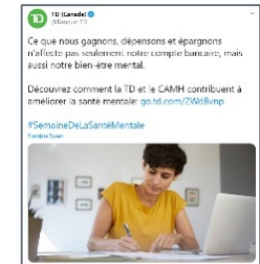 TD (Canada)
Ce que nous gagnons, dépensons et épargnons
n'affecte pas seulement notre compte bancaire, mais
aussi notre bien-être mental.
Découvrez comment la TD et le CAMH contribuent à
améliorer la santé mentale: go.td.com/2WdBvnp
#SemaineDeLaSantéMentale